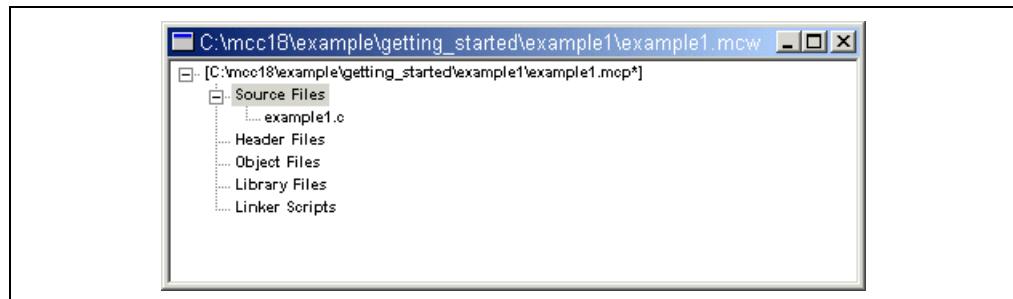 C:\mcc18\example\getting_started\example1\example1.mcw
[C:\mcc18\example\getting_started\example1\example1.mcp*]
Source Files
example1.c
Header Files
Object Files
Library Files
Linker Scripts